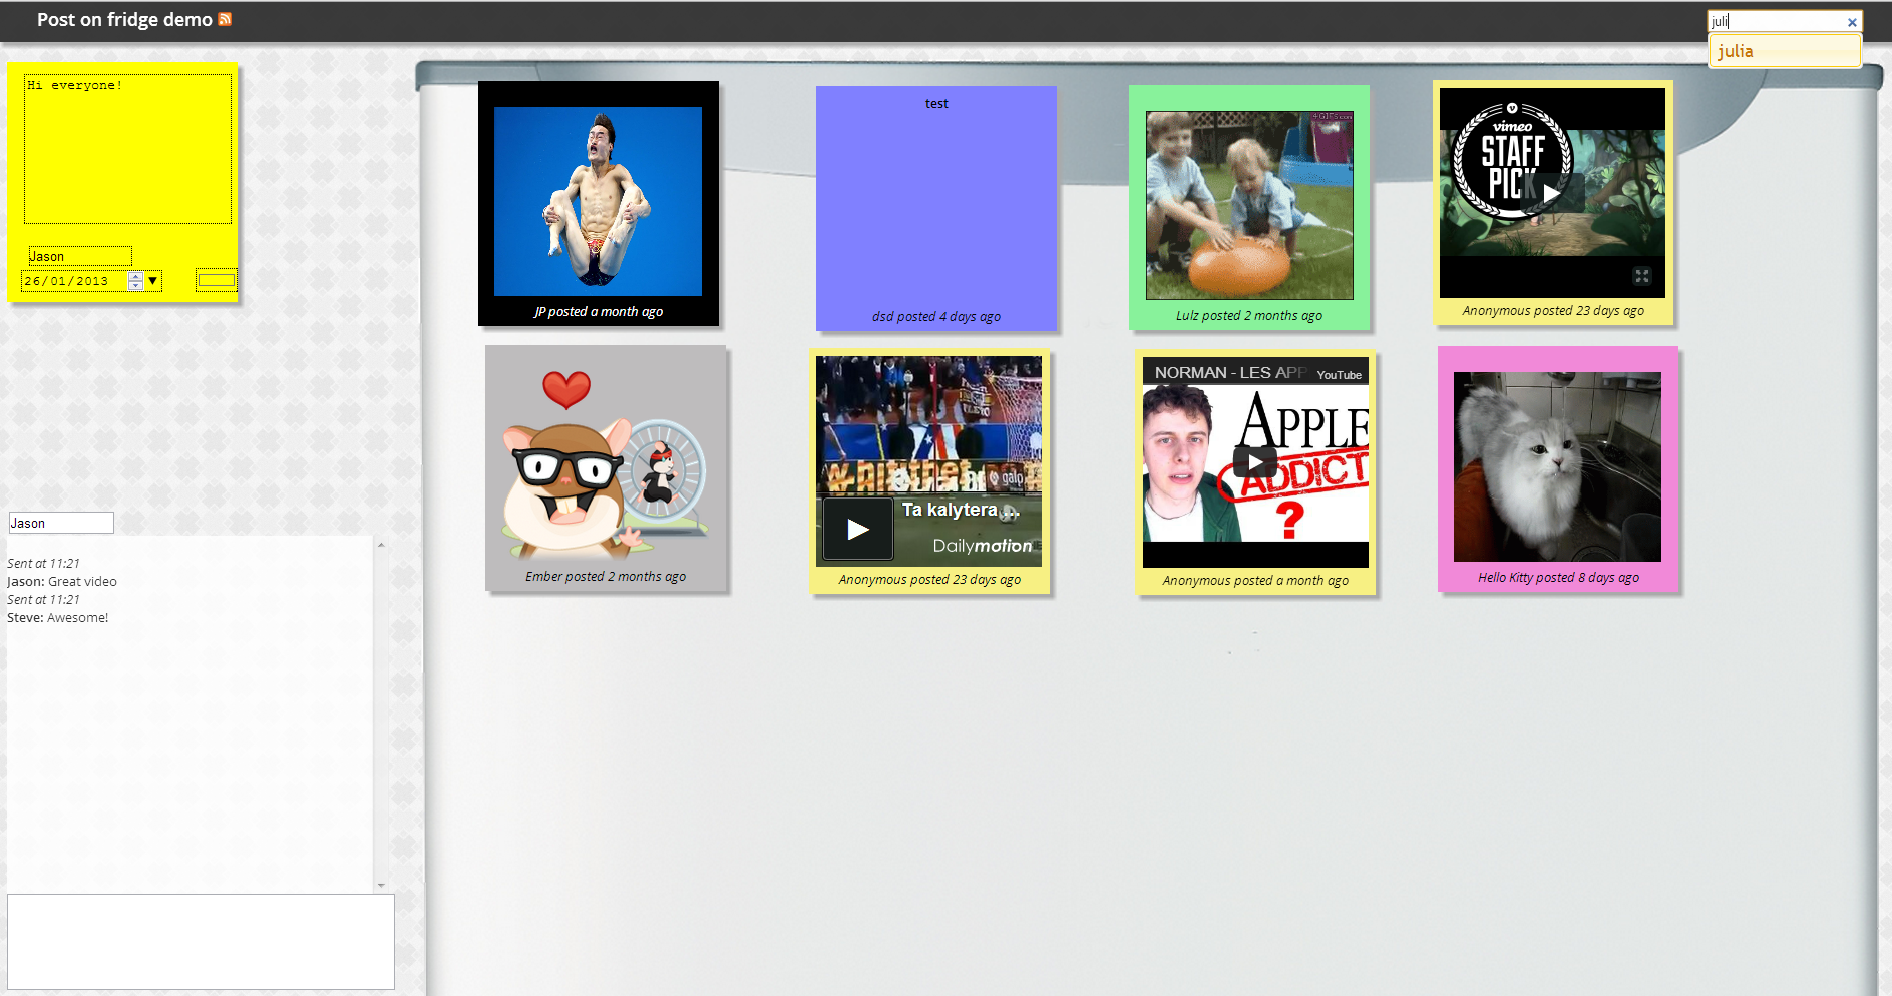 Post on fridge demo
juli
julia
Hi everyone!
Jason
26/01/2013
JP posted a month ago
test
dsd posted 4 days ago
4GIFs.com
Lulz posted 2 months ago
vimeo
STAFF
PICK
Anonymous posted 23 days ago
Ember posted 2 months ago
galp
Ta kalytera ...
Dailymotion
Anonymous posted 23 days ago
NORMAN - LES APP
YouTube
APPLE
ADDICT
?
Anonymous posted a month ago
Hello Kitty posted 8 days ago
Jason
Sent at 11:21
Jason: Great video
Sent at 11:21
Steve: Awesome!